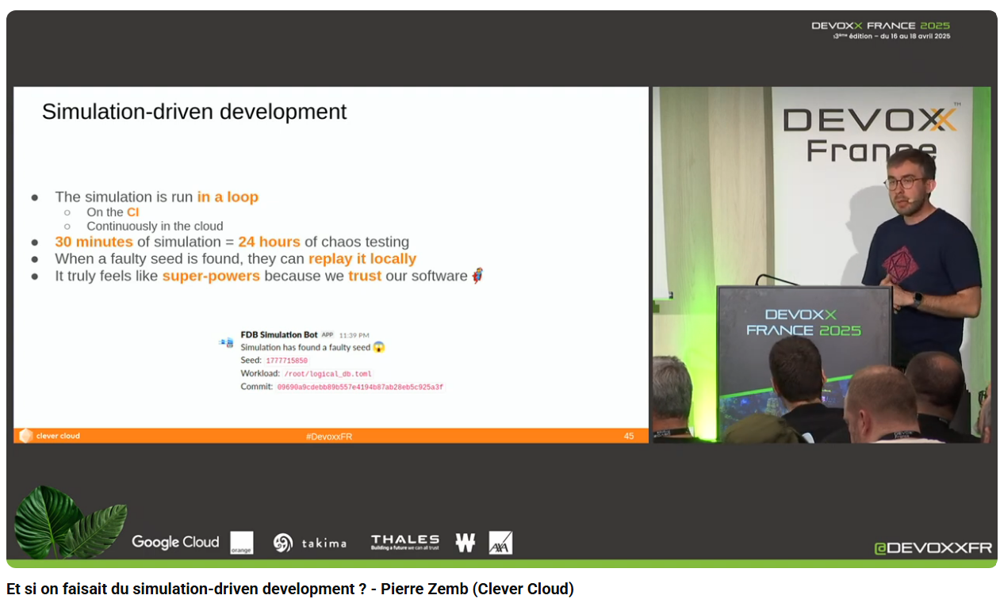 DEVOXX FRANCE 2025
13ème édition – du 16 au 18 avril 2025
Simulation-driven development
● The simulation is run in a loop
○ On the CI
○ Continuously in the cloud
● 30 minutes of simulation = 24 hours of chaos testing
● When a faulty seed is found, they can replay it locally
● It truly feels like super-powers because we trust our software 🦸
FDB Simulation Bot APP 11:39 PM
Simulation has found a faulty seed 😱
Seed: 1777715850
Workload: /root/logical_db.toml
Commit: 09690a9cdebb89b557e4194b87ab28eb5c925a3f
clever cloud #DevoxxFR 45
DEVOXX™
France
DEVOXX
FRANCE 2025
Google Cloud
orange
takima
THALES
Building a future we can all trust
W
AXA
@DEVOXXFR
Et si on faisait du simulation-driven development ? - Pierre Zemb (Clever Cloud)